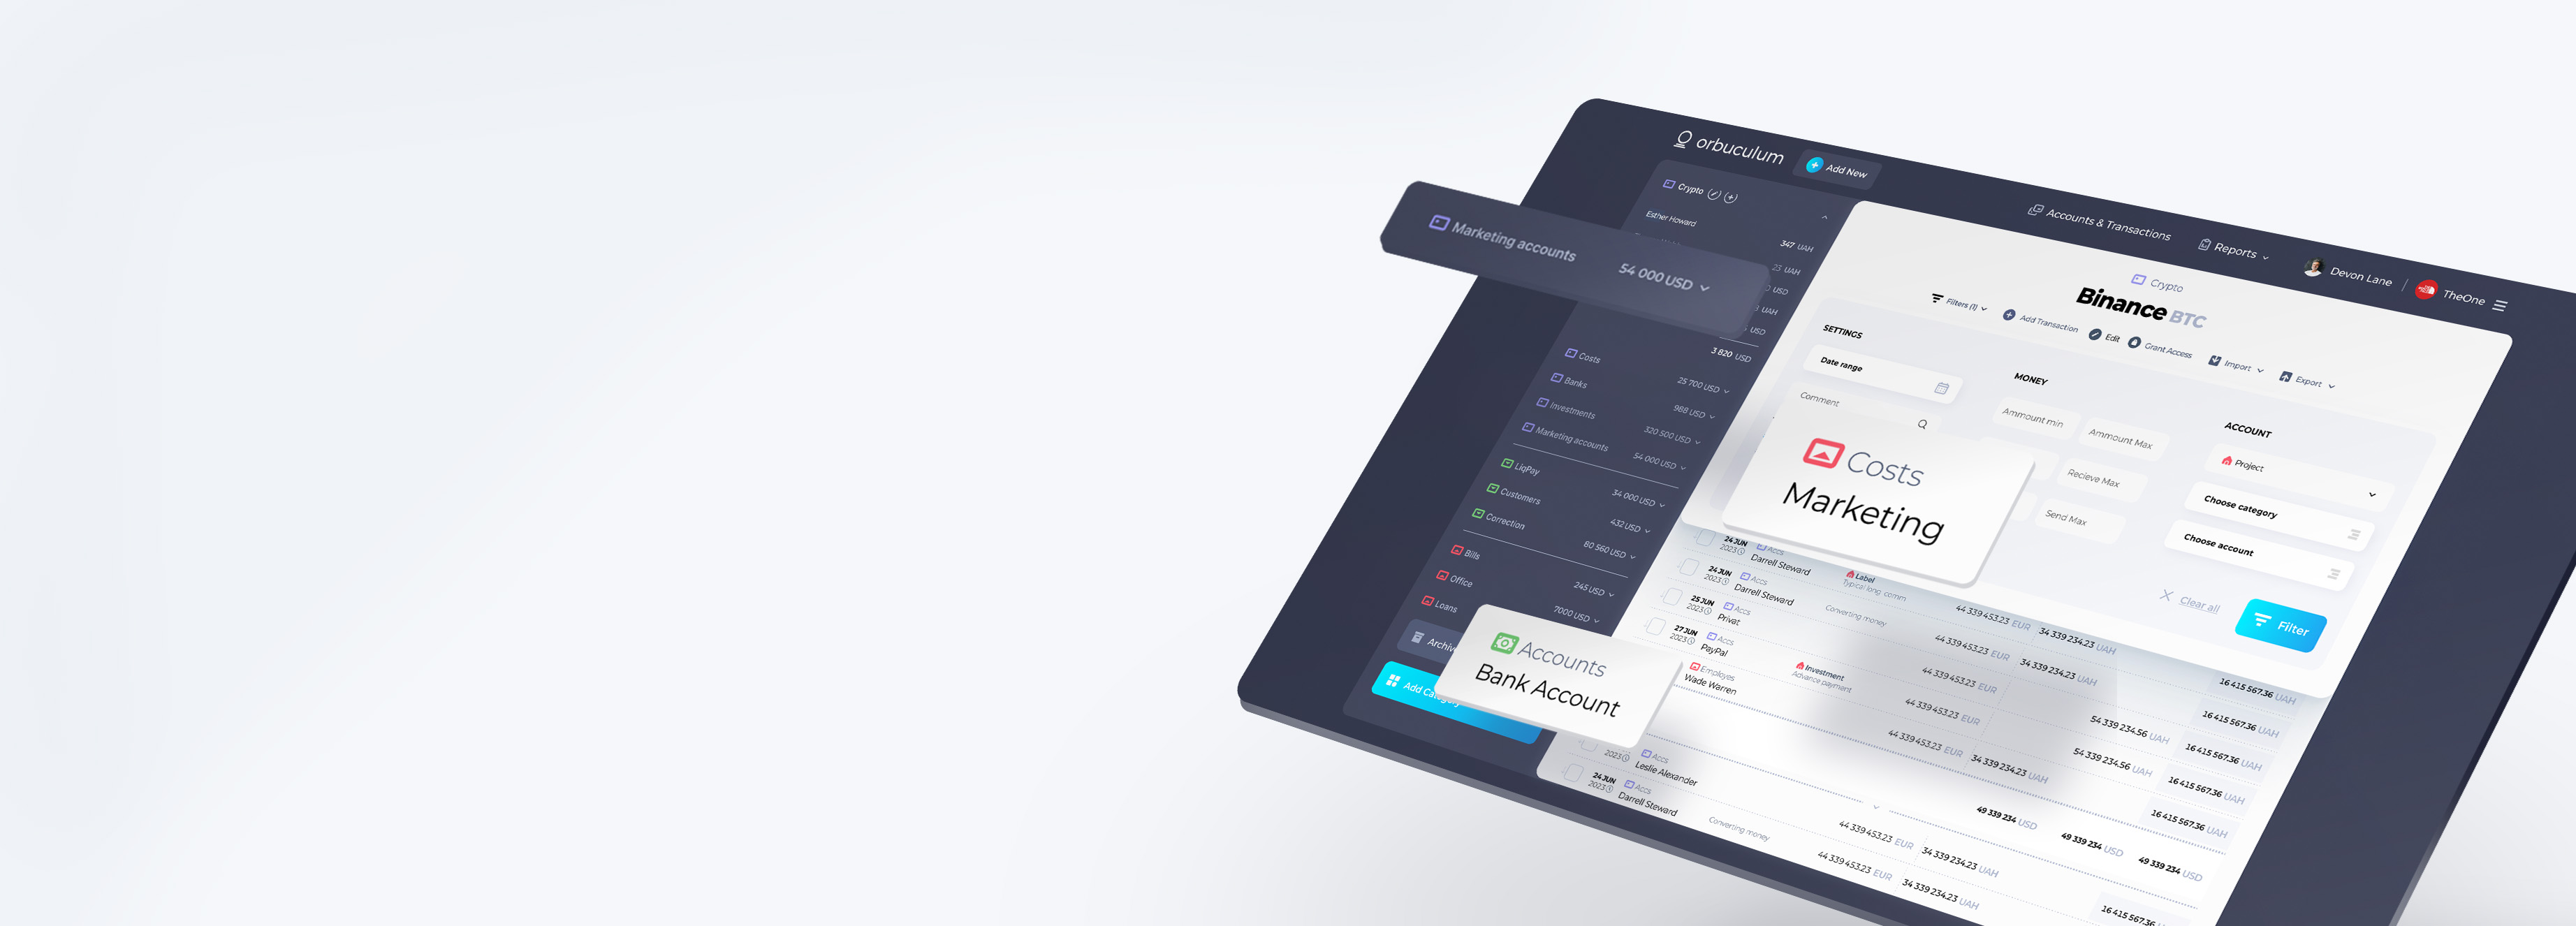 orbuculum
Add New
Accounts & Transactions
Reports
Devon Lane
TheOne
Crypto
Esther Howard
347 UAH
23 UAH
USD
UAH
USD
3 820 USD
Marketing accounts
54 000 USD
Costs
25 700 USD
Banks
988 USD
Investments
320 500 USD
Marketing accounts
54 000 USD
LiqPay
34 000 USD
Customers
432 USD
Correction
80 560 USD
Bills
245 USD
Office
7000 USD
Loans
Crypto
Binance BTC
Filters (1)
Add Transaction
Edit
Grant Access
Import
Export
SETTINGS
Date range
Comment
MONEY
Ammount min
Ammount Max
Recieve Max
Send Max
ACCOUNT
Project
Choose category
Choose account
Clear all
Filter
Costs
Marketing
Accounts
Bank Account
24 JUN
2023
Accs
Darrell Steward
Label
Typical long comm
44 339 453.23 EUR
34 339 234.23 UAH
16 415 567.36 UAH
24 JUN
2023
Accs
Darrell Steward
Converting money
44 339 453.23 EUR
34 339 234.23 UAH
16 415 567.36 UAH
25 JUN
2023
Accs
Privat
44 339 453.23 EUR
16 415 567.36 UAH
27 JUN
2023
Accs
PayPal
44 339 453.23 EUR
54 339 234.56 UAH
16 415 567.36 UAH
Employes
Wade Warren
Investment
Advance payment
44 339 453.23 EUR
34 339 234.23 UAH
54 339 234.56 UAH
16 415 567.36 UAH
49 339 234 USD
49 339 234 USD
49 339 234 USD
2023
Accs
Leslie Alexander
44 339 453.23 EUR
34 339 234.23 UAH
16 415 567.36
24 JUN
2023
Accs
Darrell Steward
Converting money
44 339 453.23 EUR
34 339 234.23 UAH